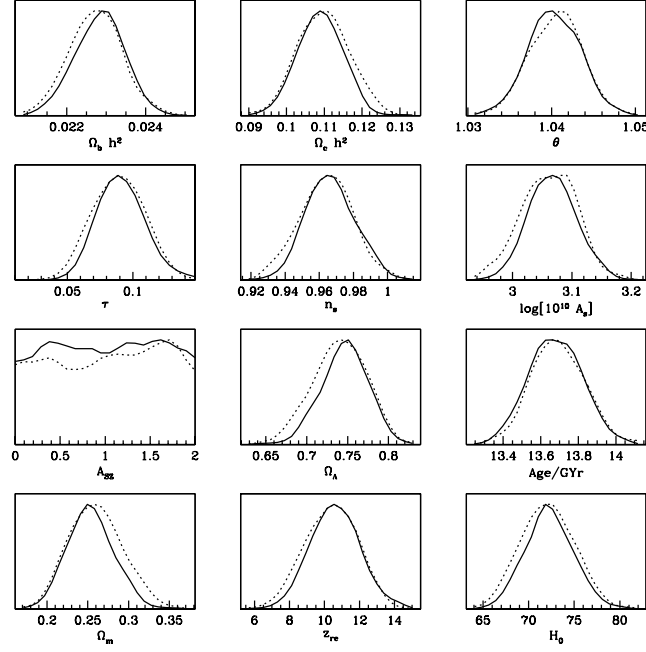 0.022 0.024
Ω_b h²
0.09 0.1 0.11 0.12 0.13
Ω_c h²
1.03 1.04 1.05
θ
0.05 0.1
τ
0.92 0.94 0.96 0.98 1
n_s
3 3.1 3.2
log[10¹⁰ A_s]
0 0.5 1 1.5 2
A_SZ
0.65 0.7 0.75 0.8
Ω_Λ
13.4 13.6 13.8 14
Age/GYr
0.2 0.25 0.3 0.35
Ω_m
6 8 10 12 14
z_re
65 70 75 80
H_0